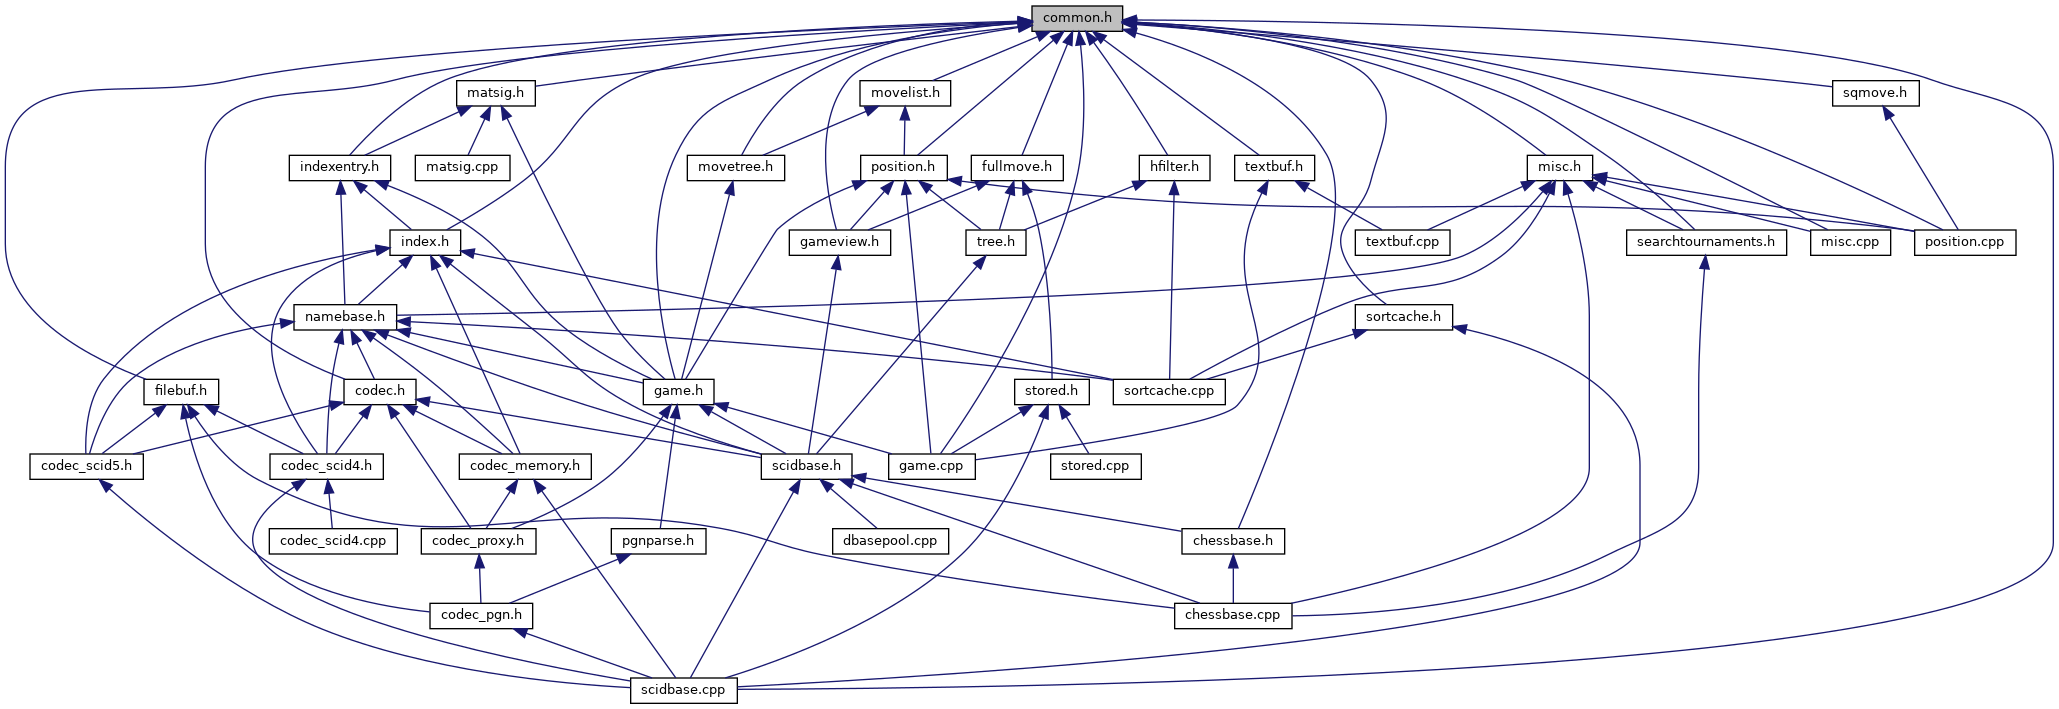 common.h
matsig.h
movelist.h
sqmove.h
indexentry.h
matsig.cpp
movetree.h
position.h
fullmove.h
hfilter.h
textbuf.h
misc.h
index.h
gameview.h
tree.h
textbuf.cpp
searchtournaments.h
misc.cpp
position.cpp
namebase.h
sortcache.h
filebuf.h
codec.h
game.h
stored.h
sortcache.cpp
codec_scid5.h
codec_scid4.h
codec_memory.h
scidbase.h
game.cpp
stored.cpp
codec_scid4.cpp
codec_proxy.h
pgnparse.h
dbasepool.cpp
chessbase.h
codec_pgn.h
chessbase.cpp
scidbase.cpp